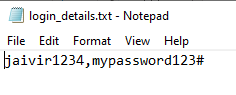 login_details.txt - Notepad
File Edit Format View Help
jaivir1234,mypassword123#